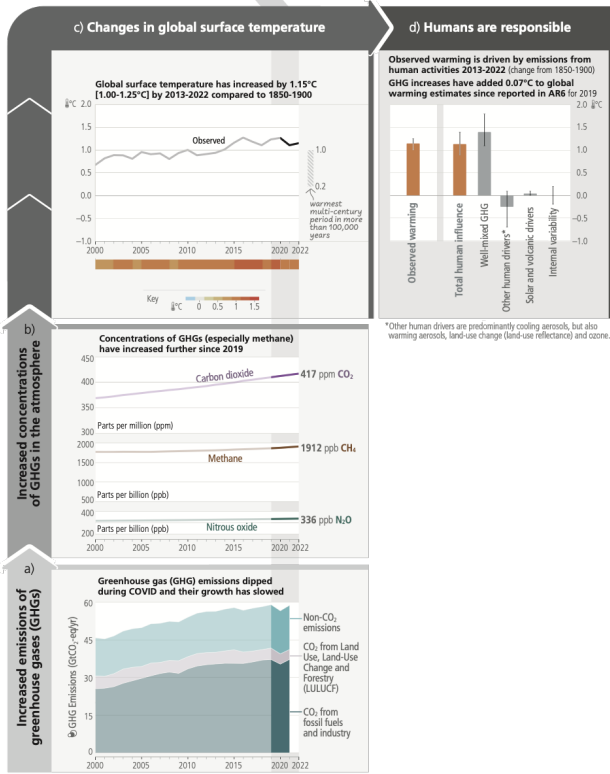 c) Changes in global surface temperature
Global surface temperature has increased by 1.15°C
[1.00-1.25°C] by 2013-2022 compared to 1850-1900
°C
2.0
1.5
1.0
0.5
0.0
−0.5
−1.0
Observed
1.0
0.2
warmest
multi-century
period in more
than 100,000
years
2000 2005 2010 2015 2020 2022
Key
°C
0 0.5 1 1.5
d) Humans are responsible
Observed warming is driven by emissions from
human activities 2013-2022 (change from 1850-1900)
GHG increases have added 0.07°C to global
warming estimates since reported in AR6 for 2019
°C
2.0
1.5
1.0
0.5
0.0
−0.5
−1.0
Observed warming
Total human influence
Well-mixed GHG
Other human drivers*
Solar and volcanic drivers
Internal variability
*Other human drivers are predominantly cooling aerosols, but also
warming aerosols, land-use change (land-use reflectance) and ozone.
b)
Increased concentrations
of GHGs in the atmosphere
Concentrations of GHGs (especially methane)
have increased further since 2019
450
400
350
300
Carbon dioxide
417 ppm CO₂
Parts per million (ppm)
2000
1500
1000
500
Methane
1912 ppb CH₄
Parts per billion (ppb)
400
200
Parts per billion (ppb)
Nitrous oxide
336 ppb N₂O
2000 2005 2010 2015 2020 2022
a)
Increased emissions of
greenhouse gases (GHGs)
Greenhouse gas (GHG) emissions dipped
during COVID and their growth has slowed
GHG Emissions (GtCO₂-eq/yr)
60
45
30
15
0
Non-CO₂
emissions
CO₂ from Land
Use, Land-Use
Change and
Forestry
(LULUCF)
CO₂ from
fossil fuels
and industry
2000 2005 2010 2015 2020 2022